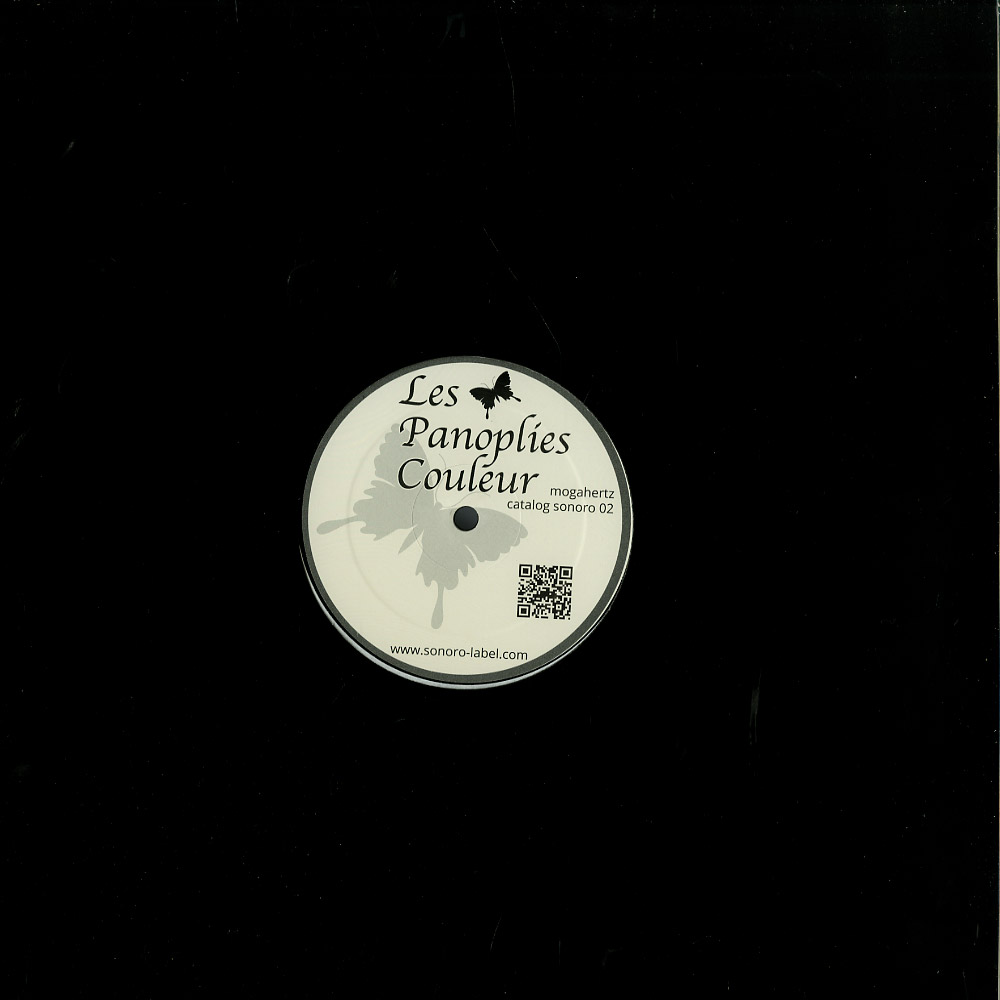 Les
Panoplies
Couleur
mogahertz
catalog sonoro 02
www.sonoro-label.com